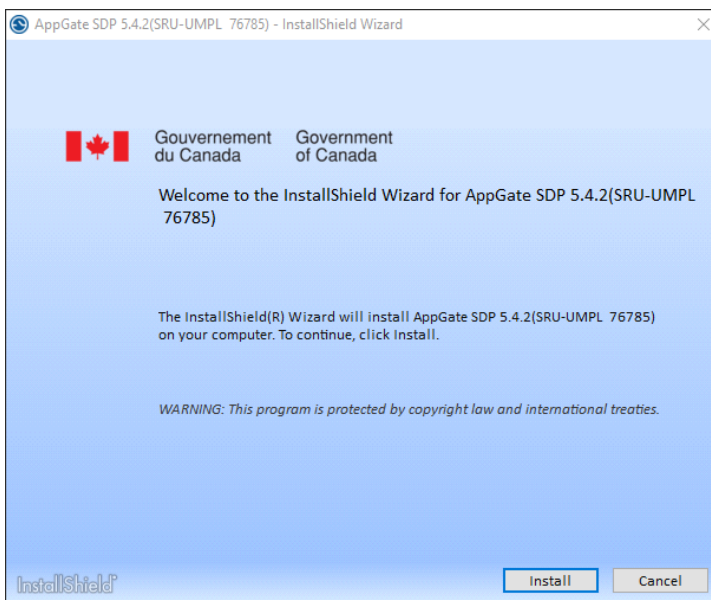 AppGate SDP 5.4.2(SRU-UMPL 76785) - InstallShield Wizard
Gouvernement Government
du Canada of Canada
Welcome to the InstallShield Wizard for AppGate SDP 5.4.2(SRU-UMPL
76785)
The InstallShield(R) Wizard will install AppGate SDP 5.4.2(SRU-UMPL 76785)
on your computer. To continue, click Install.
WARNING: This program is protected by copyright law and international treaties.
InstallShield
Install Cancel